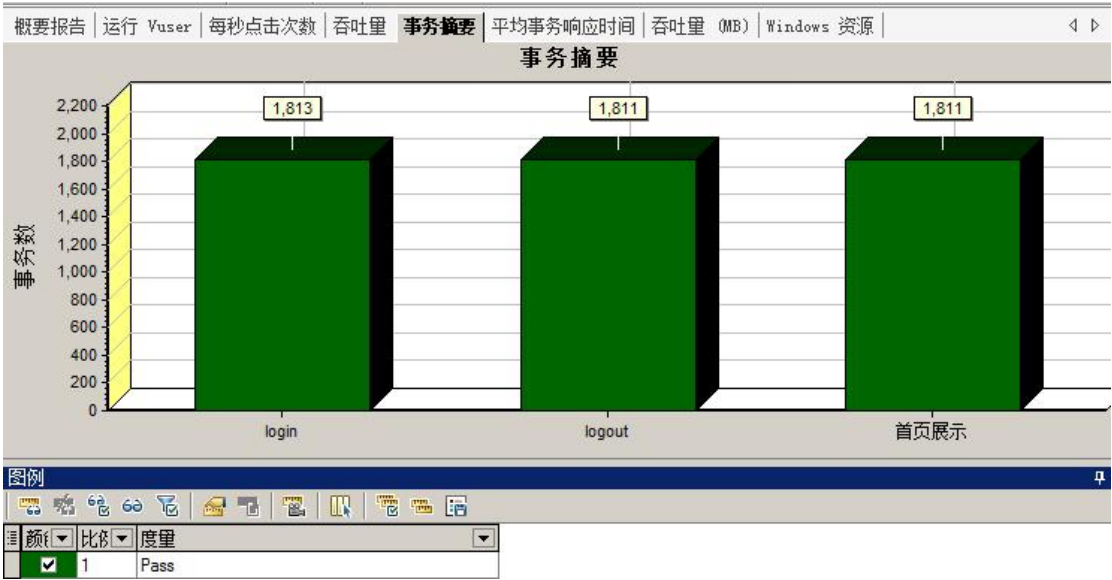 概要报告 运行 Vuser 每秒点击次数 吞吐量 事务摘要 平均事务响应时间 吞吐量 (MB) Windows 资源
事务摘要
1,813 1,811 1,811
2,200
2,000
1,800
1,600
1,400
1,200
1,000
800
600
400
200
0
事务数
login logout 首页展示
图例
颜 比 度量
1 Pass